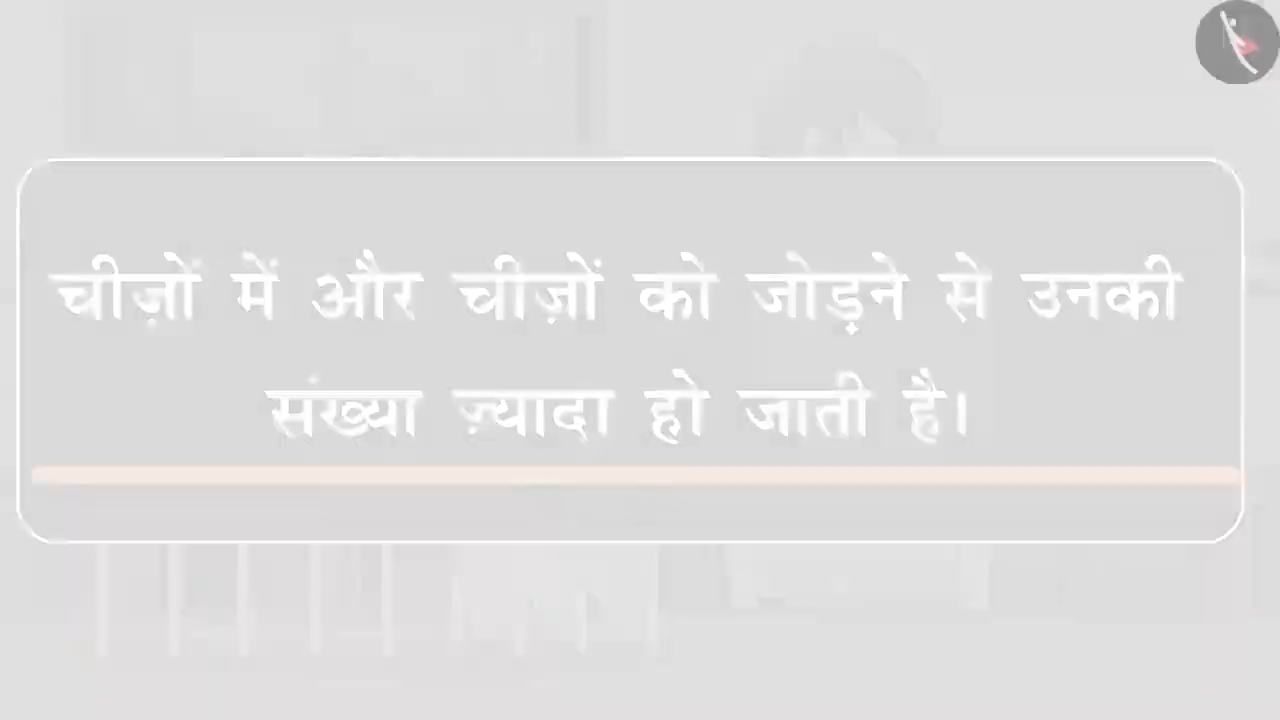 चीज़ों में और चीज़ों को जोड़ने से उनकी
संख्या ज़्यादा हो जाती है।